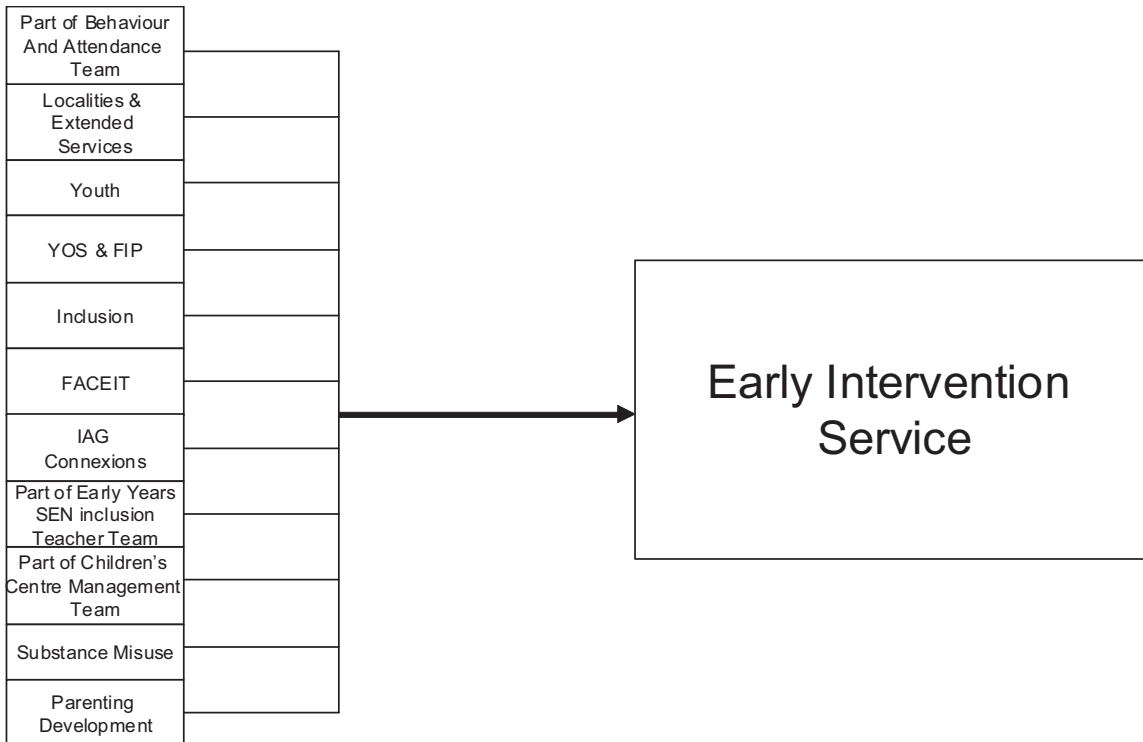 Part of Behaviour
And Attendance
Team
Localities &
Extended
Services
Youth
YOS & FIP
Inclusion
FACEIT
IAG
Connexions
Part of Early Years
SEN inclusion
Teacher Team
Part of Children's
Centre Management
Team
Substance Misuse
Parenting
Development
Early Intervention
Service